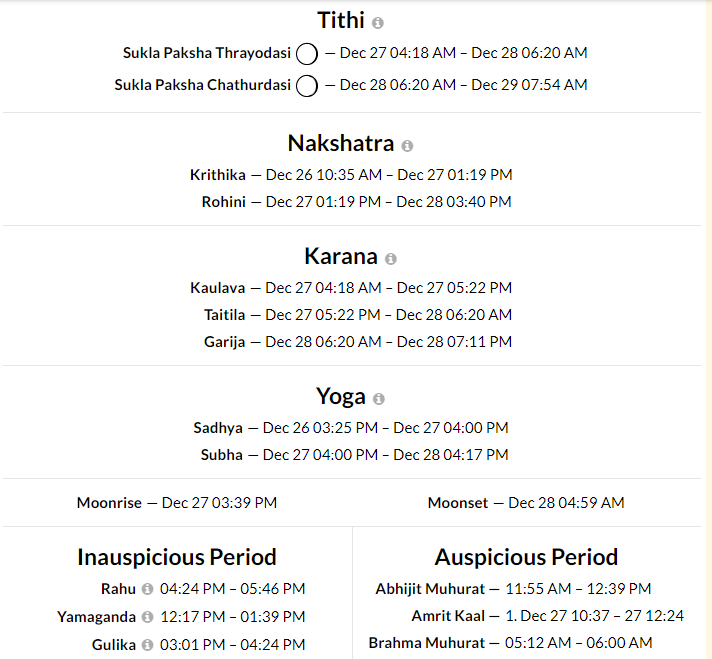 Tithi
Sukla Paksha Thrayodasi — Dec 27 04:18 AM – Dec 28 06:20 AM
Sukla Paksha Chathurdasi — Dec 28 06:20 AM – Dec 29 07:54 AM
Nakshatra
Krithika — Dec 26 10:35 AM – Dec 27 01:19 PM
Rohini — Dec 27 01:19 PM – Dec 28 03:40 PM
Karana
Kaulava — Dec 27 04:18 AM – Dec 27 05:22 PM
Taitila — Dec 27 05:22 PM – Dec 28 06:20 AM
Garija — Dec 28 06:20 AM – Dec 28 07:11 PM
Yoga
Sadhya — Dec 26 03:25 PM – Dec 27 04:00 PM
Subha — Dec 27 04:00 PM – Dec 28 04:17 PM
Moonrise — Dec 27 03:39 PM
Moonset — Dec 28 04:59 AM
Inauspicious Period
Rahu 04:24 PM – 05:46 PM
Yamaganda 12:17 PM – 01:39 PM
Gulika 03:01 PM – 04:24 PM
Auspicious Period
Abhijit Muhurat — 11:55 AM – 12:39 PM
Amrit Kaal — 1. Dec 27 10:37 – 27 12:24
Brahma Muhurat — 05:12 AM – 06:00 AM